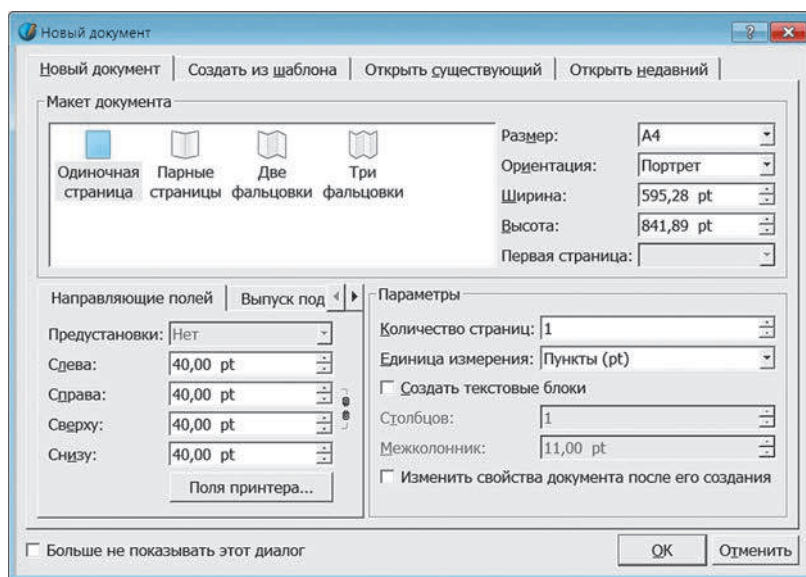 Новый документ
Новый документ Создать из шаблона Открыть существующий Открыть недавний
Макет документа
Одиночная страница
Парные страницы
Две фальцовки
Три фальцовки
Размер: A4
Ориентация: Портрет
Ширина: 595,28 pt
Высота: 841,89 pt
Первая страница:
Направляющие полей Выпуск под
Предустановки: Нет
Слева: 40,00 pt
Справа: 40,00 pt
Сверху: 40,00 pt
Снизу: 40,00 pt
Поля принтера...
Параметры
Количество страниц: 1
Единица измерения: Пункты (pt)
Создать текстовые блоки
Столбцов: 1
Межколонник: 11,00 pt
Изменить свойства документа после его создания
Больше не показывать этот диалог
OK Отменить